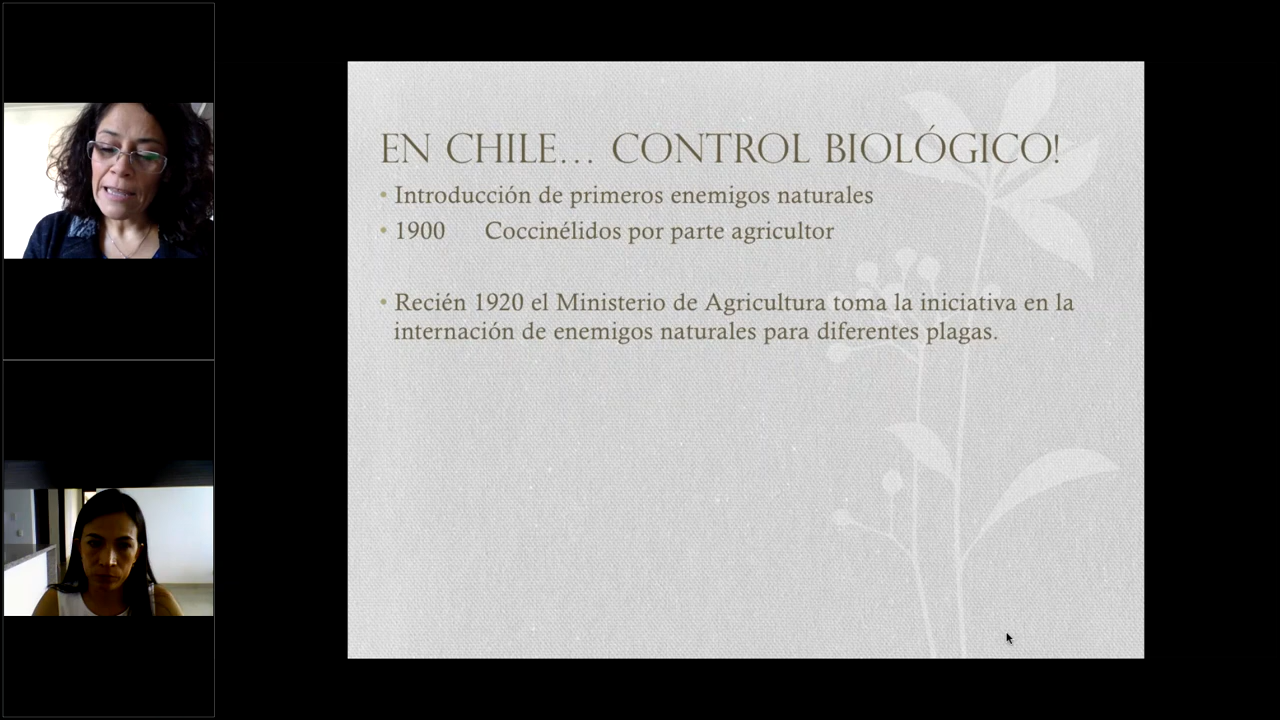 EN CHILE... CONTROL BIOLÓGICO!
• Introducción de primeros enemigos naturales
• 1900 Coccinélidos por parte agricultor
• Recién 1920 el Ministerio de Agricultura toma la iniciativa en la
internación de enemigos naturales para diferentes plagas.